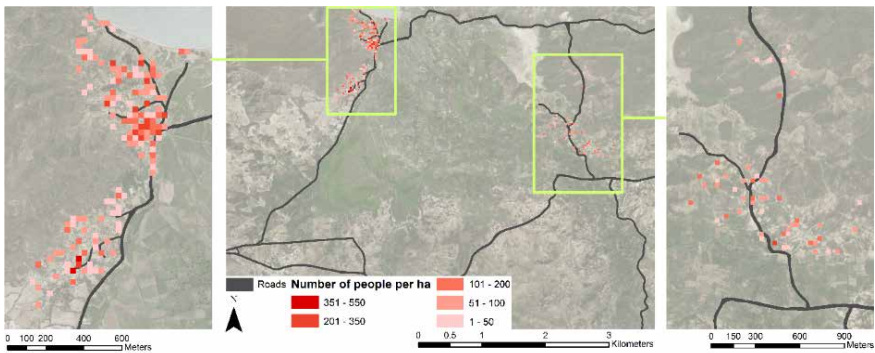 Roads Number of people per ha
351 - 550
201 - 350
101 - 200
51 - 100
1 - 50
N
0 100 200 400 600
Meters
0 0.5 1 2 3
Kilometers
0 150 300 600 900
Meters